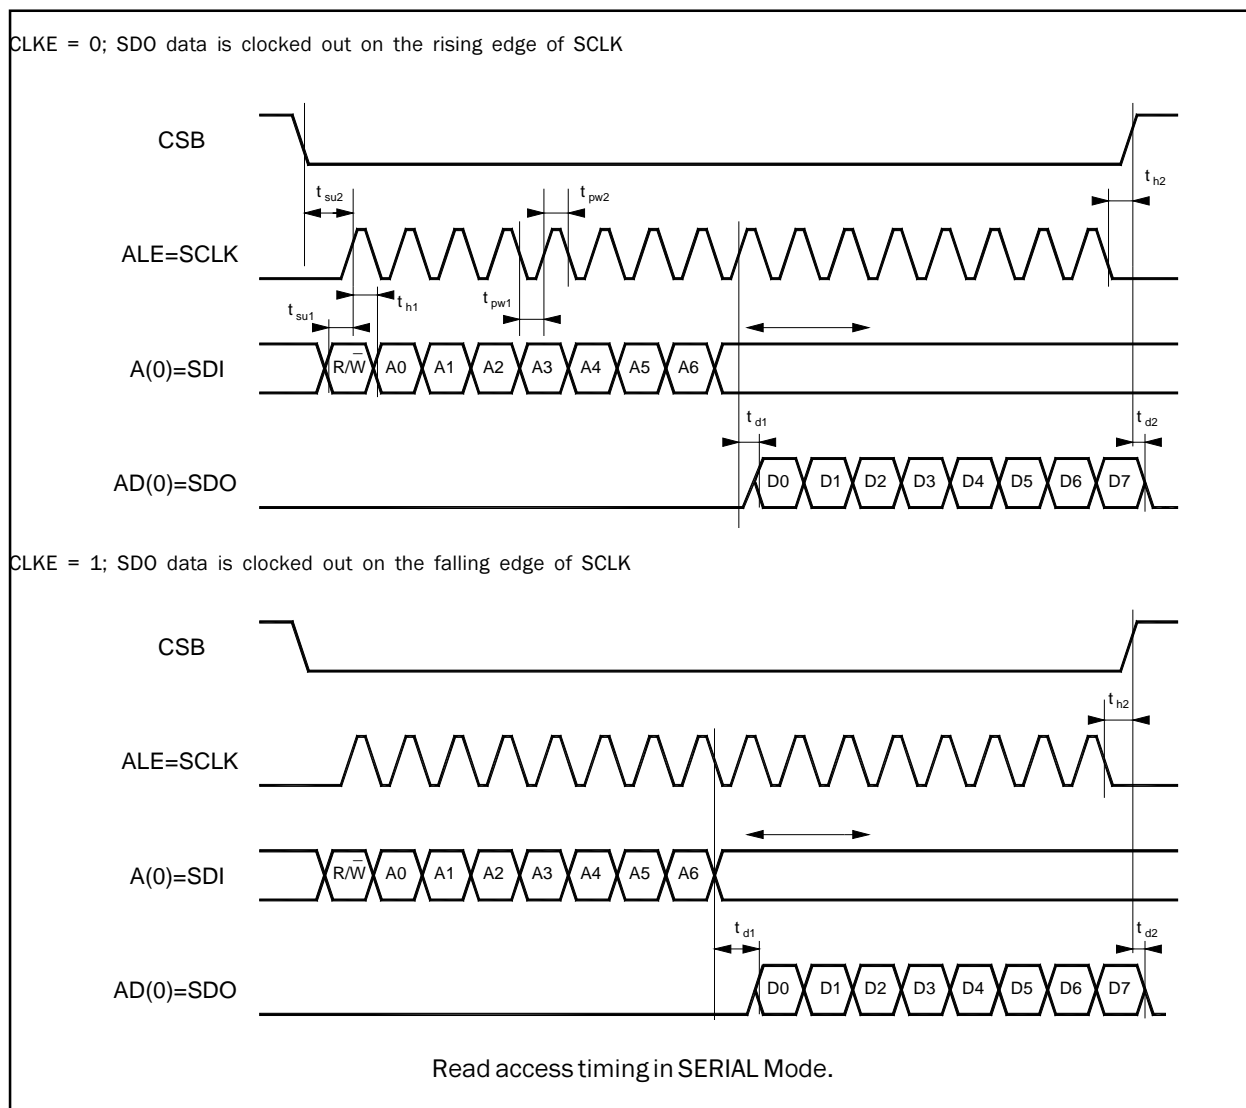 CLKE = 0; SDO data is clocked out on the rising edge of SCLK
CSB
t su2
t pw2
t h2
ALE=SCLK
t su1
t h1
t pw1
A(0)=SDI
R/W̅ A0 A1 A2 A3 A4 A5 A6
t d1
t d2
AD(0)=SDO
D0 D1 D2 D3 D4 D5 D6 D7
CLKE = 1; SDO data is clocked out on the falling edge of SCLK
CSB
t h2
ALE=SCLK
A(0)=SDI
R/W̅ A0 A1 A2 A3 A4 A5 A6
t d1
t d2
AD(0)=SDO
D0 D1 D2 D3 D4 D5 D6 D7
Read access timing in SERIAL Mode.